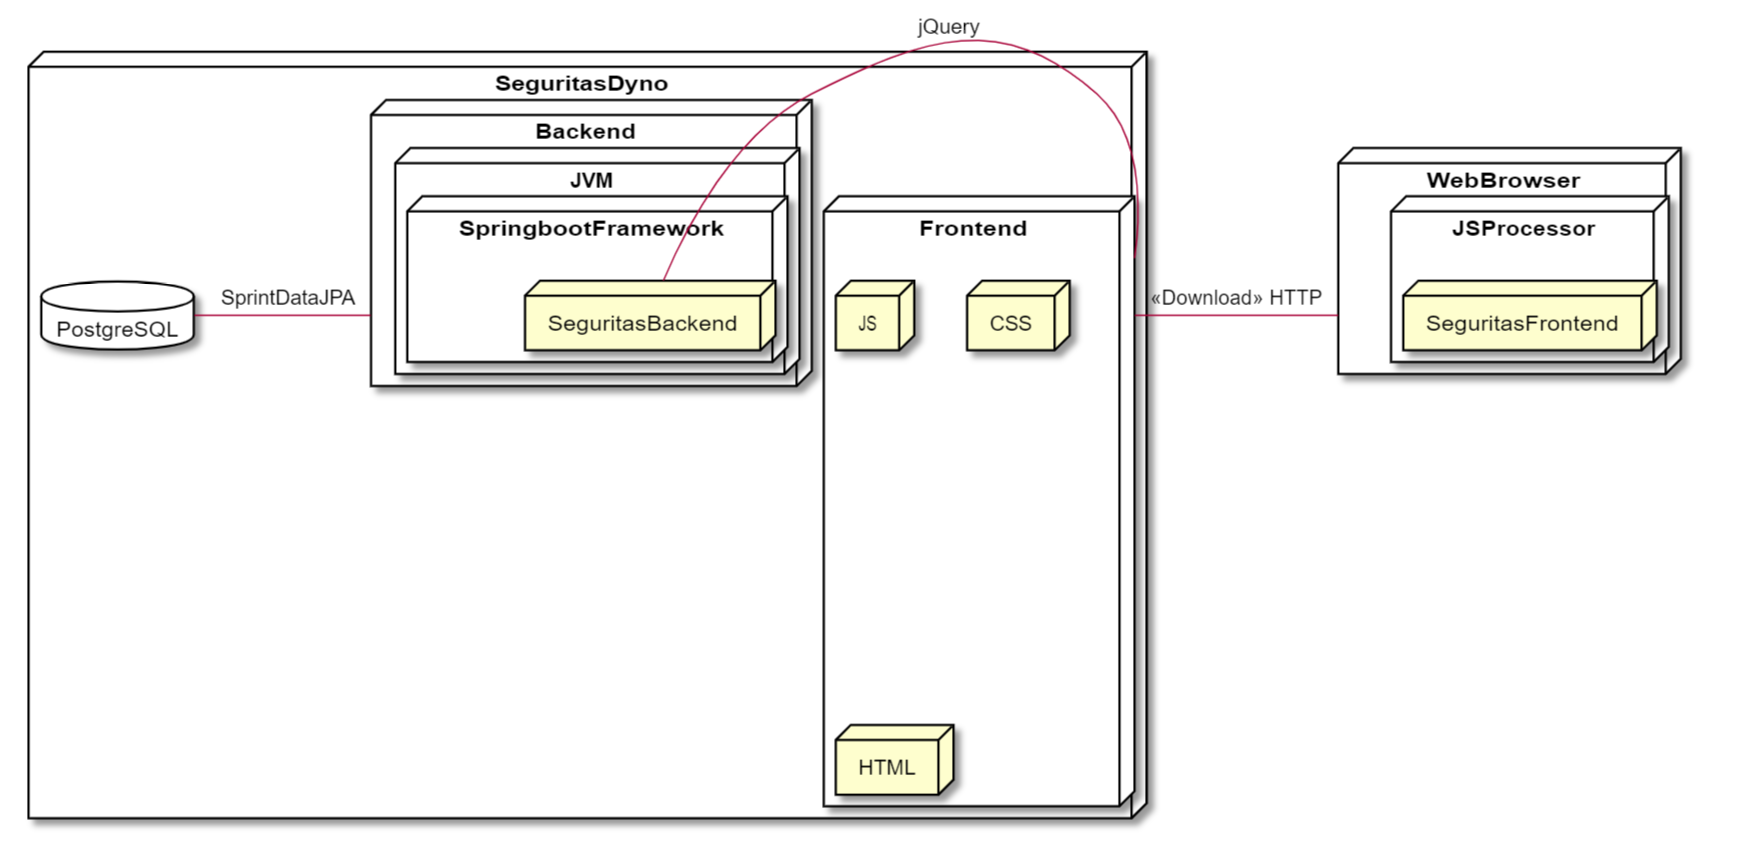 jQuery
SeguritasDyno
Backend
JVM
WebBrowser
SpringbootFramework
Frontend
JSProcessor
PostgreSQL
SprintDataJPA
SeguritasBackend
JS
CSS
«Download» HTTP
SeguritasFrontend
HTML